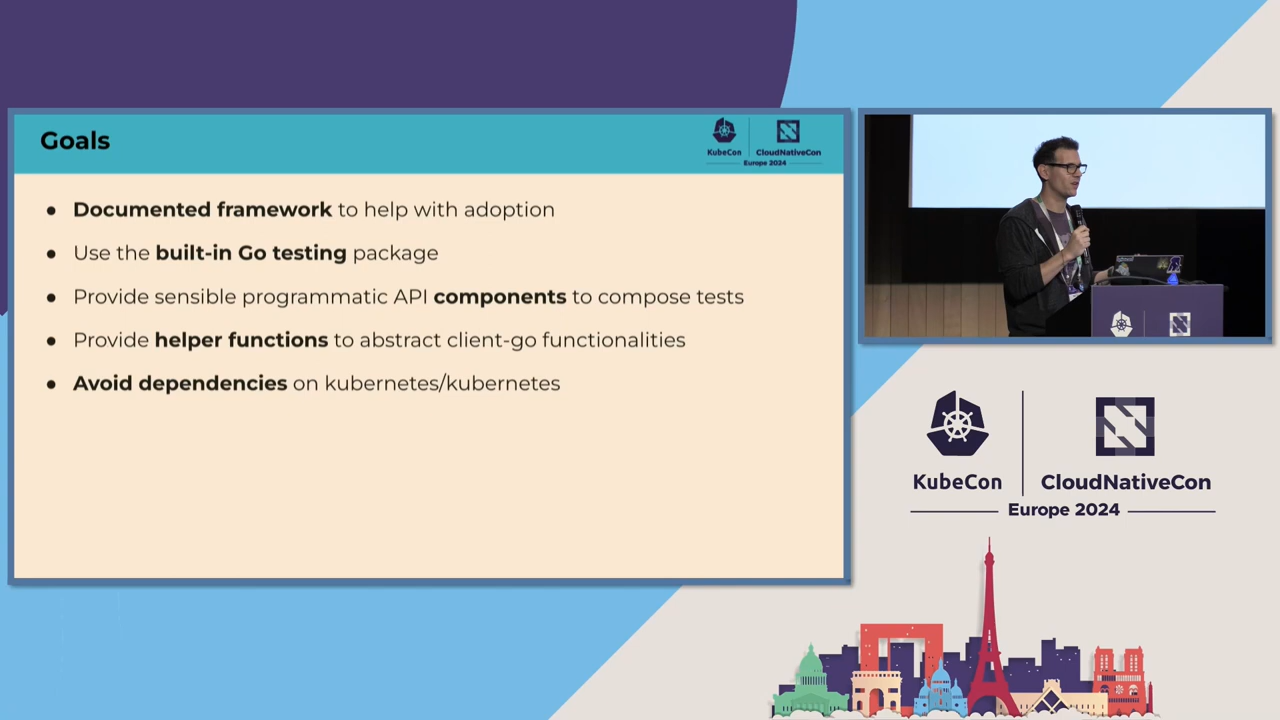 Goals
KubeCon
CloudNativeCon
Europe 2024
● Documented framework to help with adoption
● Use the built-in Go testing package
● Provide sensible programmatic API components to compose tests
● Provide helper functions to abstract client-go functionalities
● Avoid dependencies on kubernetes/kubernetes
KubeCon
CloudNativeCon
Europe 2024